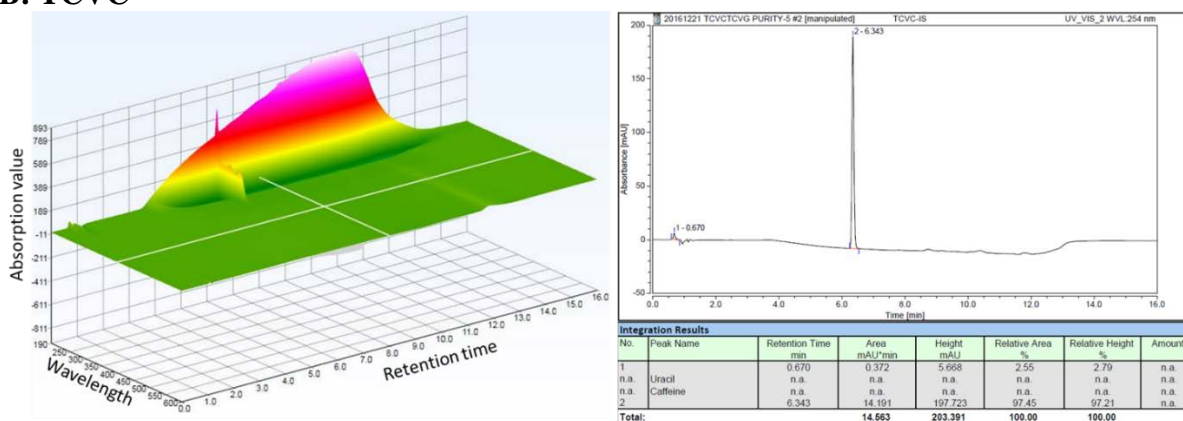 B. TCVC
Absorption value
893
789
589
389
189
-11
-211
-411
-611
-811
190
250
300
350
400
450
500
550
600
Wavelength
0.0 1.0 2.0 3.0 4.0 5.0 6.0 7.0 8.0 9.0 10.0 11.0 12.0 13.0 14.0 15.0 16.0
Retention time
20161221 TCVCTCVG PURITY-5 #2 [manipulated] TCVC-IS UV_VIS_2 WVL:254 nm
Absorbance [mAU]
200
150
100
50
0
-50
2 - 6.343
1 - 0.670
0.0 2.0 4.0 6.0 8.0 10.0 12.0 14.0 16.0
Time [min]
Integration Results
No. Peak Name Retention Time Area Height Relative Area Relative Height Amount
min mAU*min mAU % %
1 0.670 0.372 5.668 2.55 2.79 n.a.
n.a. Uracil n.a. n.a. n.a. n.a. n.a. n.a.
n.a. Caffeine n.a. n.a. n.a. n.a. n.a. n.a.
2 6.343 14.191 197.723 97.45 97.21 n.a.
Total: 14.563 203.391 100.00 100.00